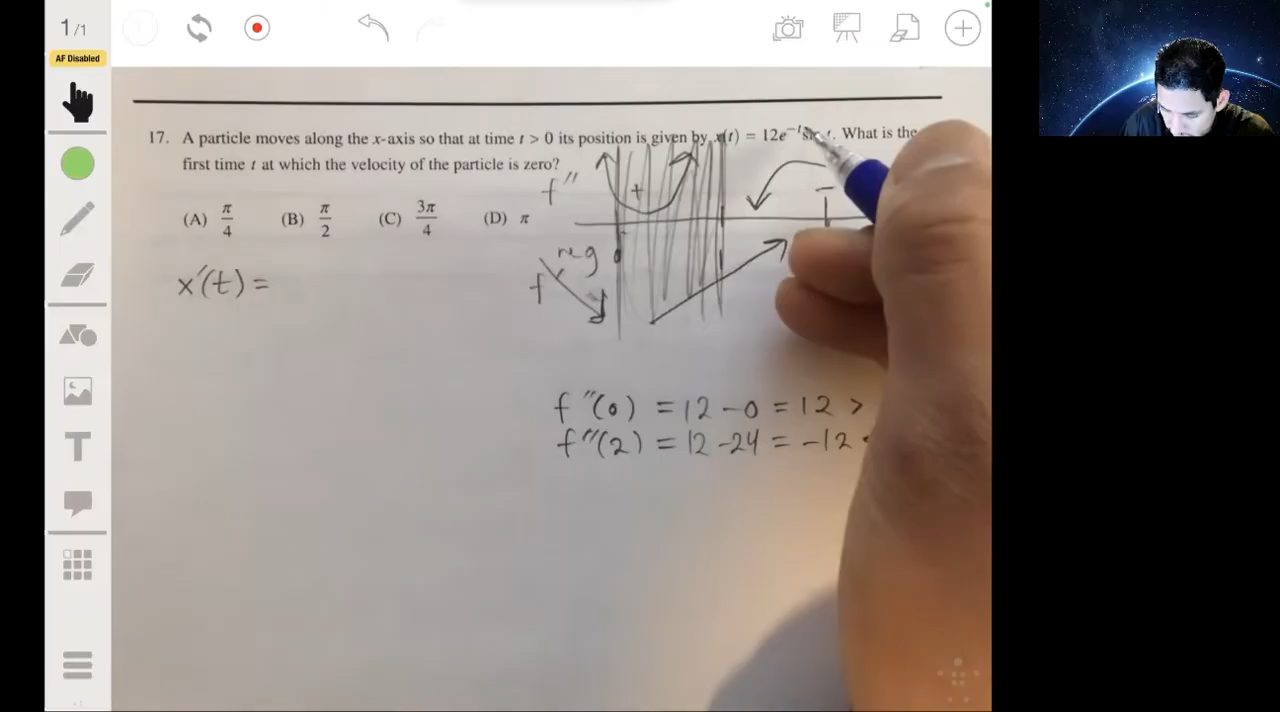 1/1
AF Disabled
17. A particle moves along the x-axis so that at time t > 0 its position is given by x(t) = 12e⁻ᵗ t. What is the
first time t at which the velocity of the particle is zero?
(A) π/4 (B) π/2 (C) 3π/4 (D) π
f″
+
neg
f
x′(t) =
f″(0) = 12 - 0 = 12 >
f″(2) = 12 - 24 = -12
T